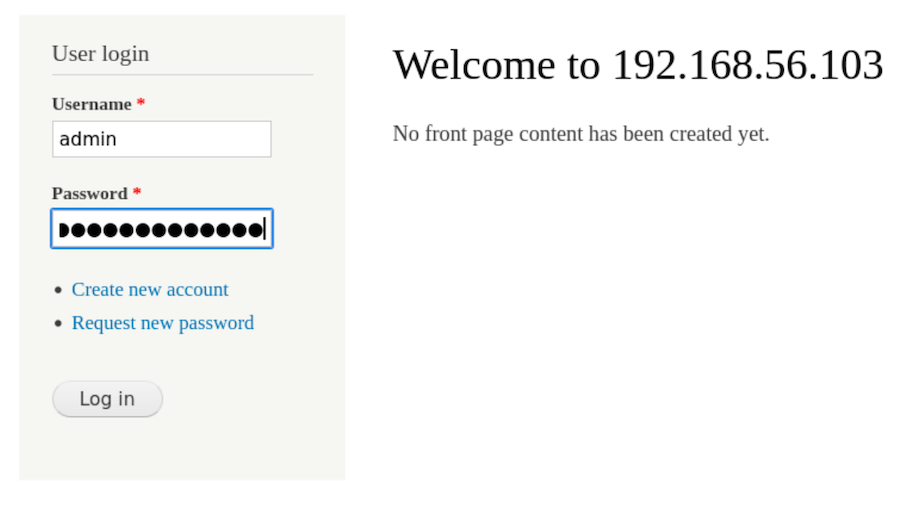 User login
Username *
admin
Password *
●●●●●●●●●●●●●
Create new account
Request new password
Log in
Welcome to 192.168.56.103
No front page content has been created yet.